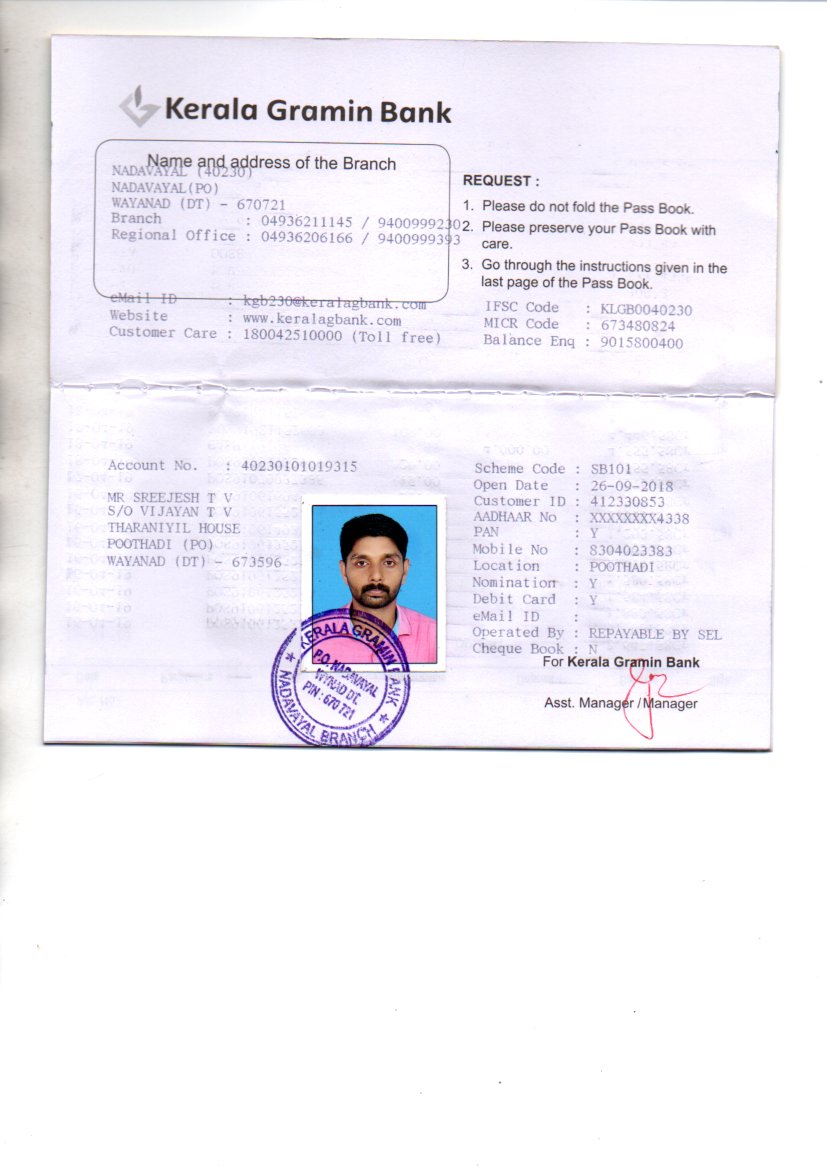 Kerala Gramin Bank
Name and address of the Branch
NADAVAYAL (40230)
NADAVAYAL(PO)
WAYANAD (DT) - 670721
Branch : 04936211145 / 9400999230
Regional Office : 04936206166 / 9400999393
eMail ID : kgb230@keralagbank.com
Website : www.keralagbank.com
Customer Care : 180042510000 (Toll free)
REQUEST :
1. Please do not fold the Pass Book.
2. Please preserve your Pass Book with
care.
3. Go through the instructions given in the
last page of the Pass Book.
IFSC Code : KLGB0040230
MICR Code : 673480824
Balance Enq : 9015800400
Account No. : 40230101019315
MR SREEJESH T V
S/O VIJAYAN T V
THARANIYIL HOUSE
POOTHADI (PO)
WAYANAD (DT) - 673596
Scheme Code : SB101
Open Date : 26-09-2018
Customer ID : 412330853
AADHAAR No : XXXXXXXX4338
PAN : Y
Mobile No : 8304023383
Location : POOTHADI
Nomination : Y
Debit Card : Y
eMail ID :
Operated By : REPAYABLE BY SEL
Cheque Book : N
For Kerala Gramin Bank
Asst. Manager / Manager
KERALA GRAMIN BANK
P.O. NADAVAYAL
WYNAD DT.
PIN : 670 721
★ NADAVAYAL BRANCH ★